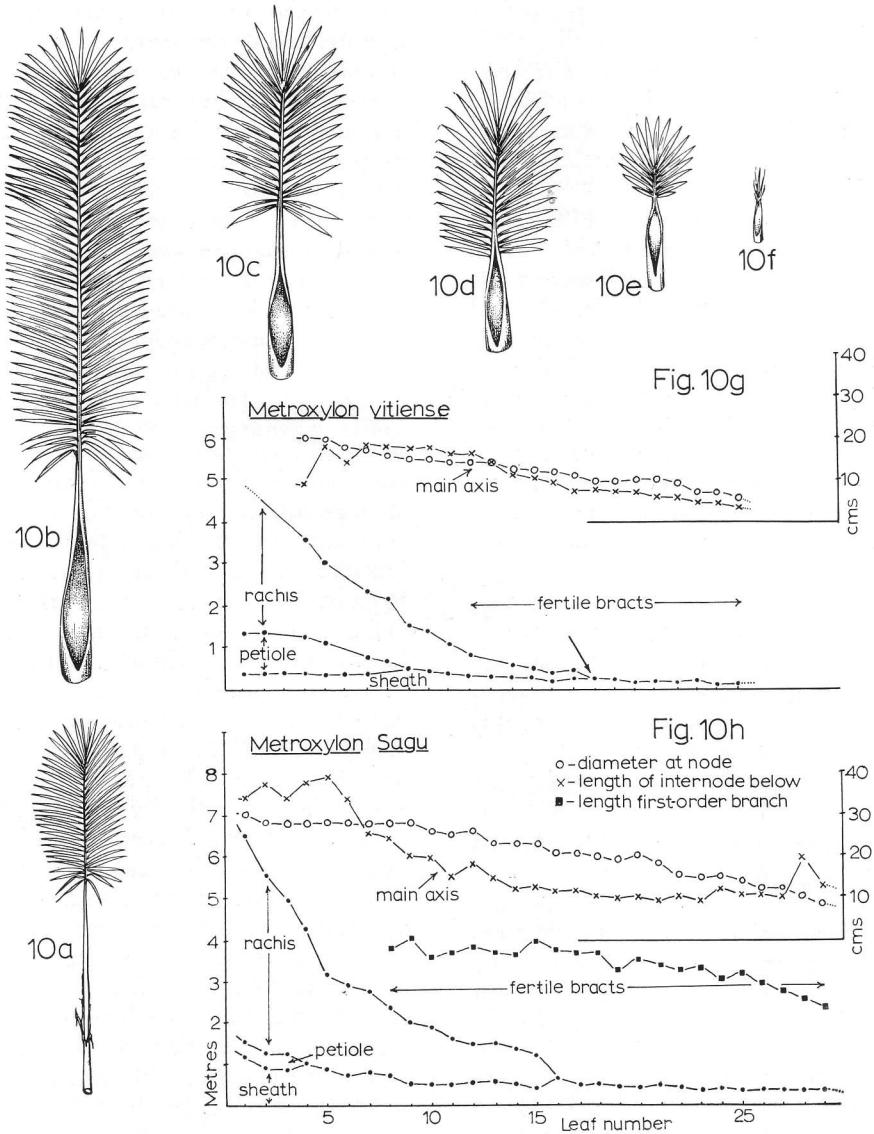 10b
10c
10d
10e
10f
Fig. 10g
Metroxylon vitiense
40
30
20
10
cms
6
5
4
3
2
1
main axis
rachis
petiole
sheath
fertile bracts
10a
Fig. 10h
Metroxylon Sagu
o-diameter at node
x-length of internode below
■-length first-order branch
8
7
6
5
4
3
2
Metres
40
30
20
10
cms
main axis
rachis
fertile bracts
petiole
sheath
5 10 15 25
Leaf number